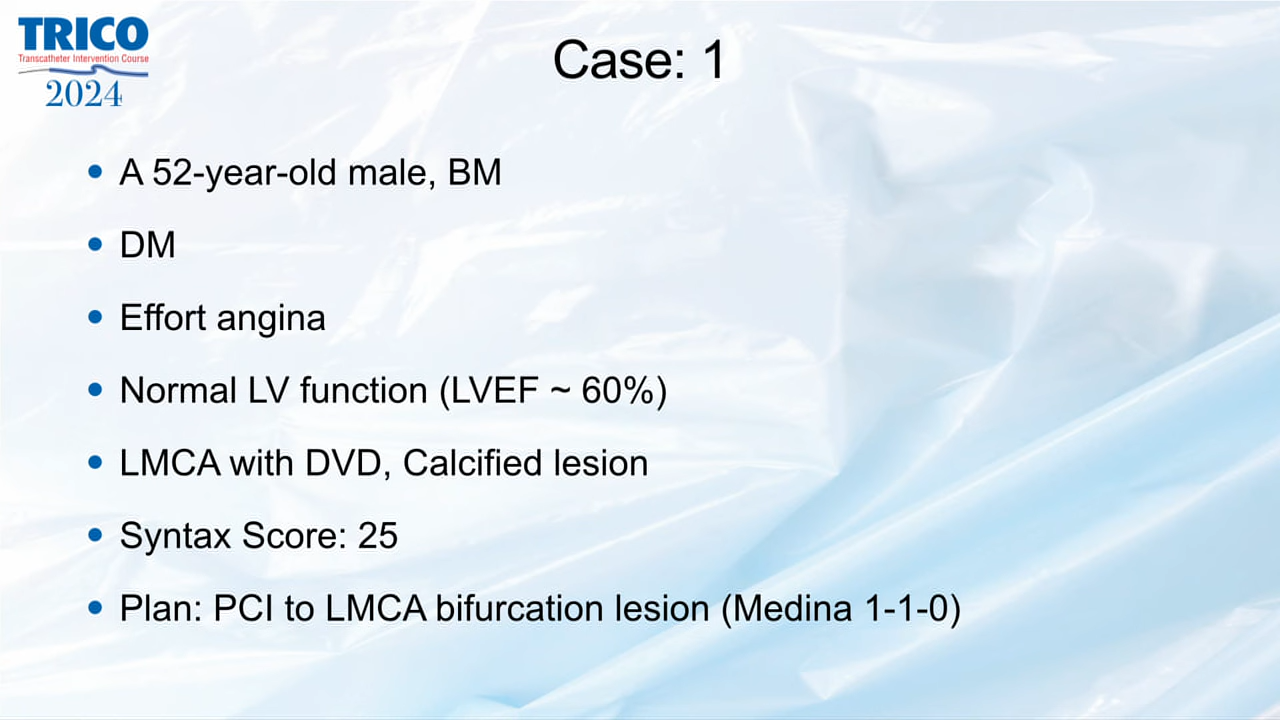 TRICO
Transcatheter Intervention Course
2024
Case: 1
• A 52-year-old male, BM
• DM
• Effort angina
• Normal LV function (LVEF ~ 60%)
• LMCA with DVD, Calcified lesion
• Syntax Score: 25
• Plan: PCI to LMCA bifurcation lesion (Medina 1-1-0)